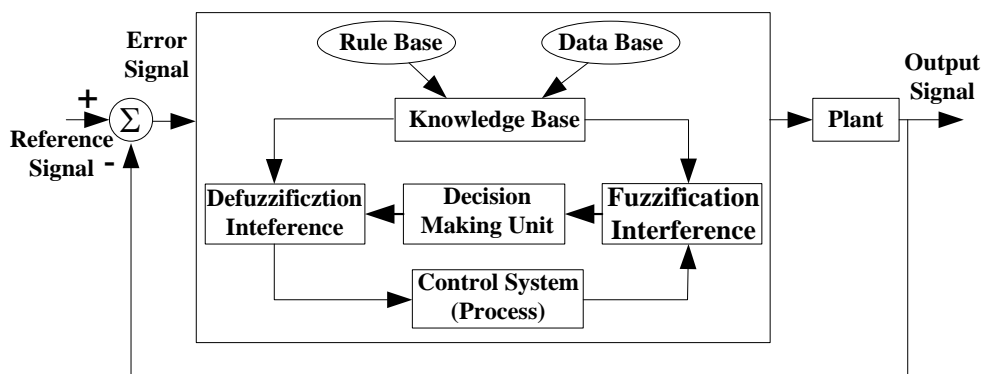 Error
Signal
+
Reference
Signal
-
Σ
Rule Base
Data Base
Knowledge Base
Defuzzificztion
Inteference
Decision
Making Unit
Fuzzification
Interference
Control System
(Process)
Plant
Output
Signal